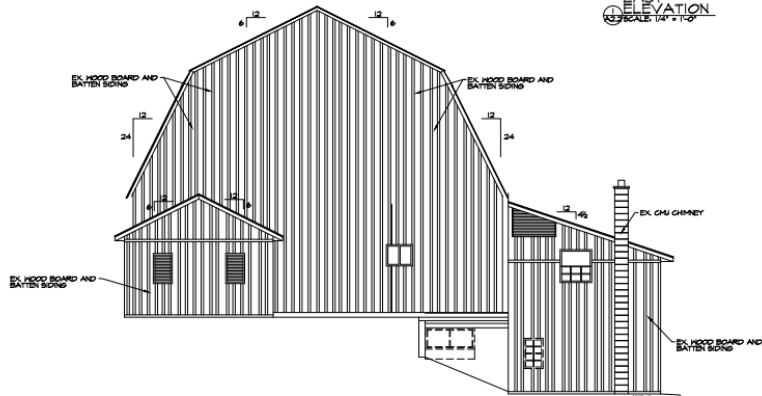 ELEVATION
SCALE: 1/4" = 1'-0"
12
6
12
6
EX. WOOD BOARD AND
BATTEN SIDING
EX. WOOD BOARD AND
BATTEN SIDING
12
24
12
24
12
6
12
6
12
4½
EX. CMU CHIMNEY
EX. WOOD BOARD AND
BATTEN SIDING
EX. WOOD BOARD AND
BATTEN SIDING